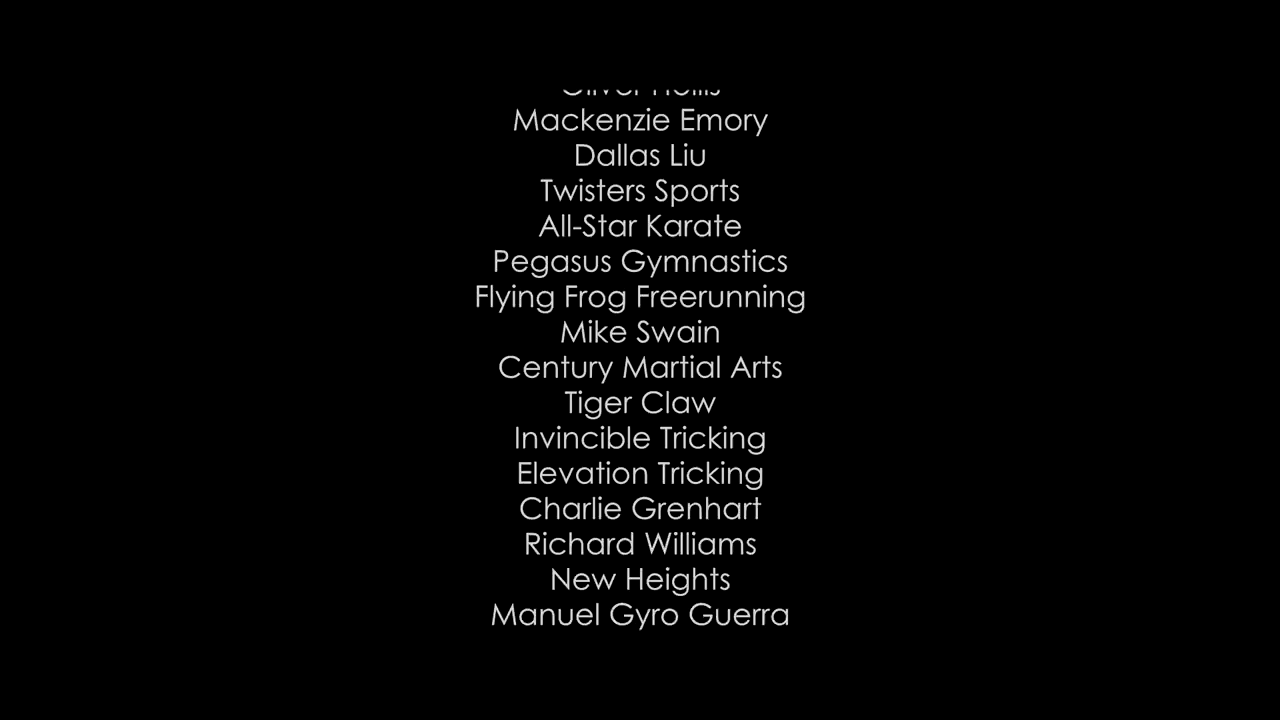 Mackenzie Emory
Dallas Liu
Twisters Sports
All-Star Karate
Pegasus Gymnastics
Flying Frog Freerunning
Mike Swain
Century Martial Arts
Tiger Claw
Invincible Tricking
Elevation Tricking
Charlie Grenhart
Richard Williams
New Heights
Manuel Gyro Guerra